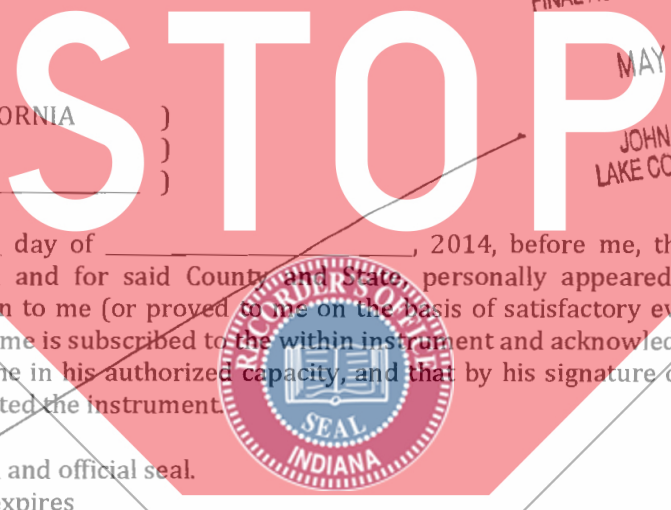 STOP
MAY
ORNIA )
)
)
JOHN
LAKE CO
day of ____, 2014, before me, th
and for said County and State, personally appeared
n to me (or proved to me on the basis of satisfactory ev
me is subscribed to the within instrument and acknowled
ne in his authorized capacity, and that by his signature
ted the instrument.
RECORDER'S OFFICE
SEAL
INDIANA
and official seal.
expires